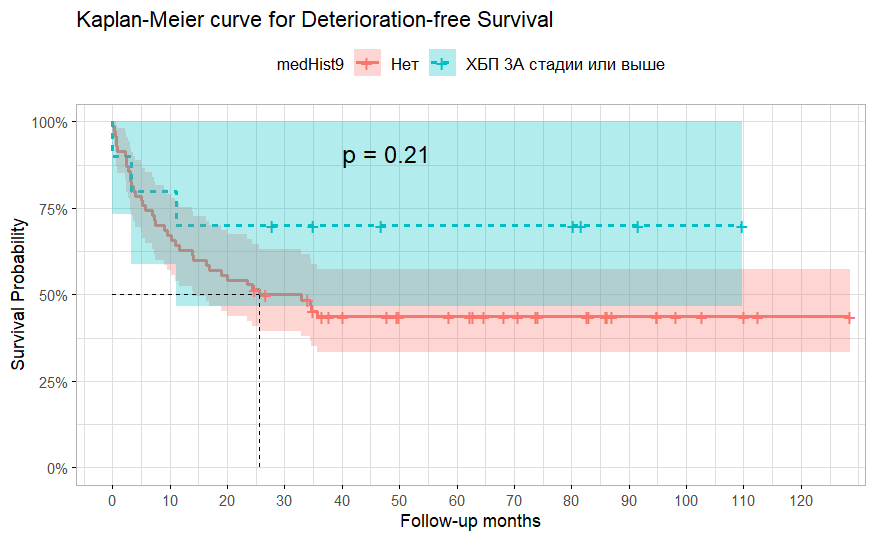 Kaplan-Meier curve for Deterioration-free Survival
medHist9 Нет ХБП 3А стадии или выше
100%
p = 0.21
75%
Survival Probability
50%
25%
0%
0 10 20 30 40 50 60 70 80 90 100 110 120
Follow-up months